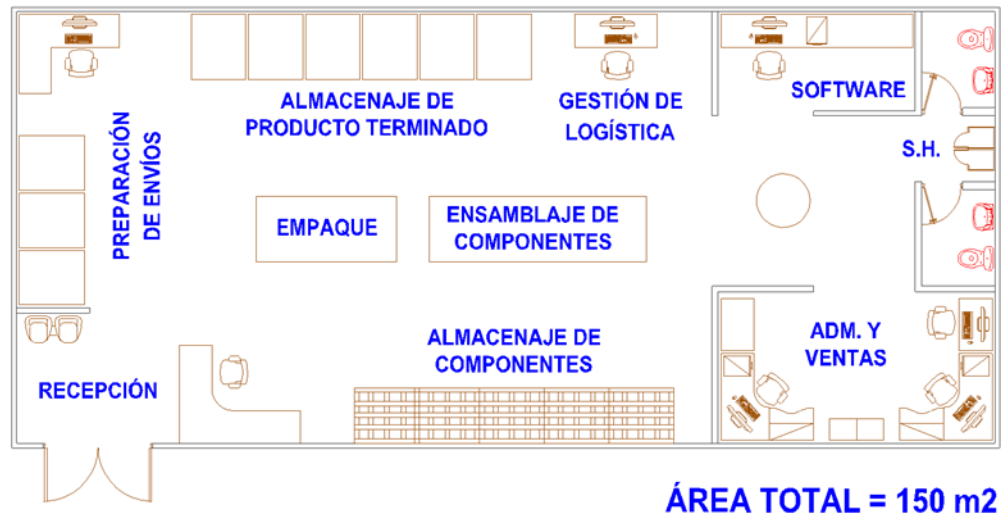 ALMACENAJE DE
PRODUCTO TERMINADO
GESTIÓN DE
LOGÍSTICA
SOFTWARE
S.H.
PREPARACIÓN
DE ENVÍOS
EMPAQUE
ENSAMBLAJE DE
COMPONENTES
ALMACENAJE DE
COMPONENTES
ADM. Y
VENTAS
RECEPCIÓN
ÁREA TOTAL = 150 m2